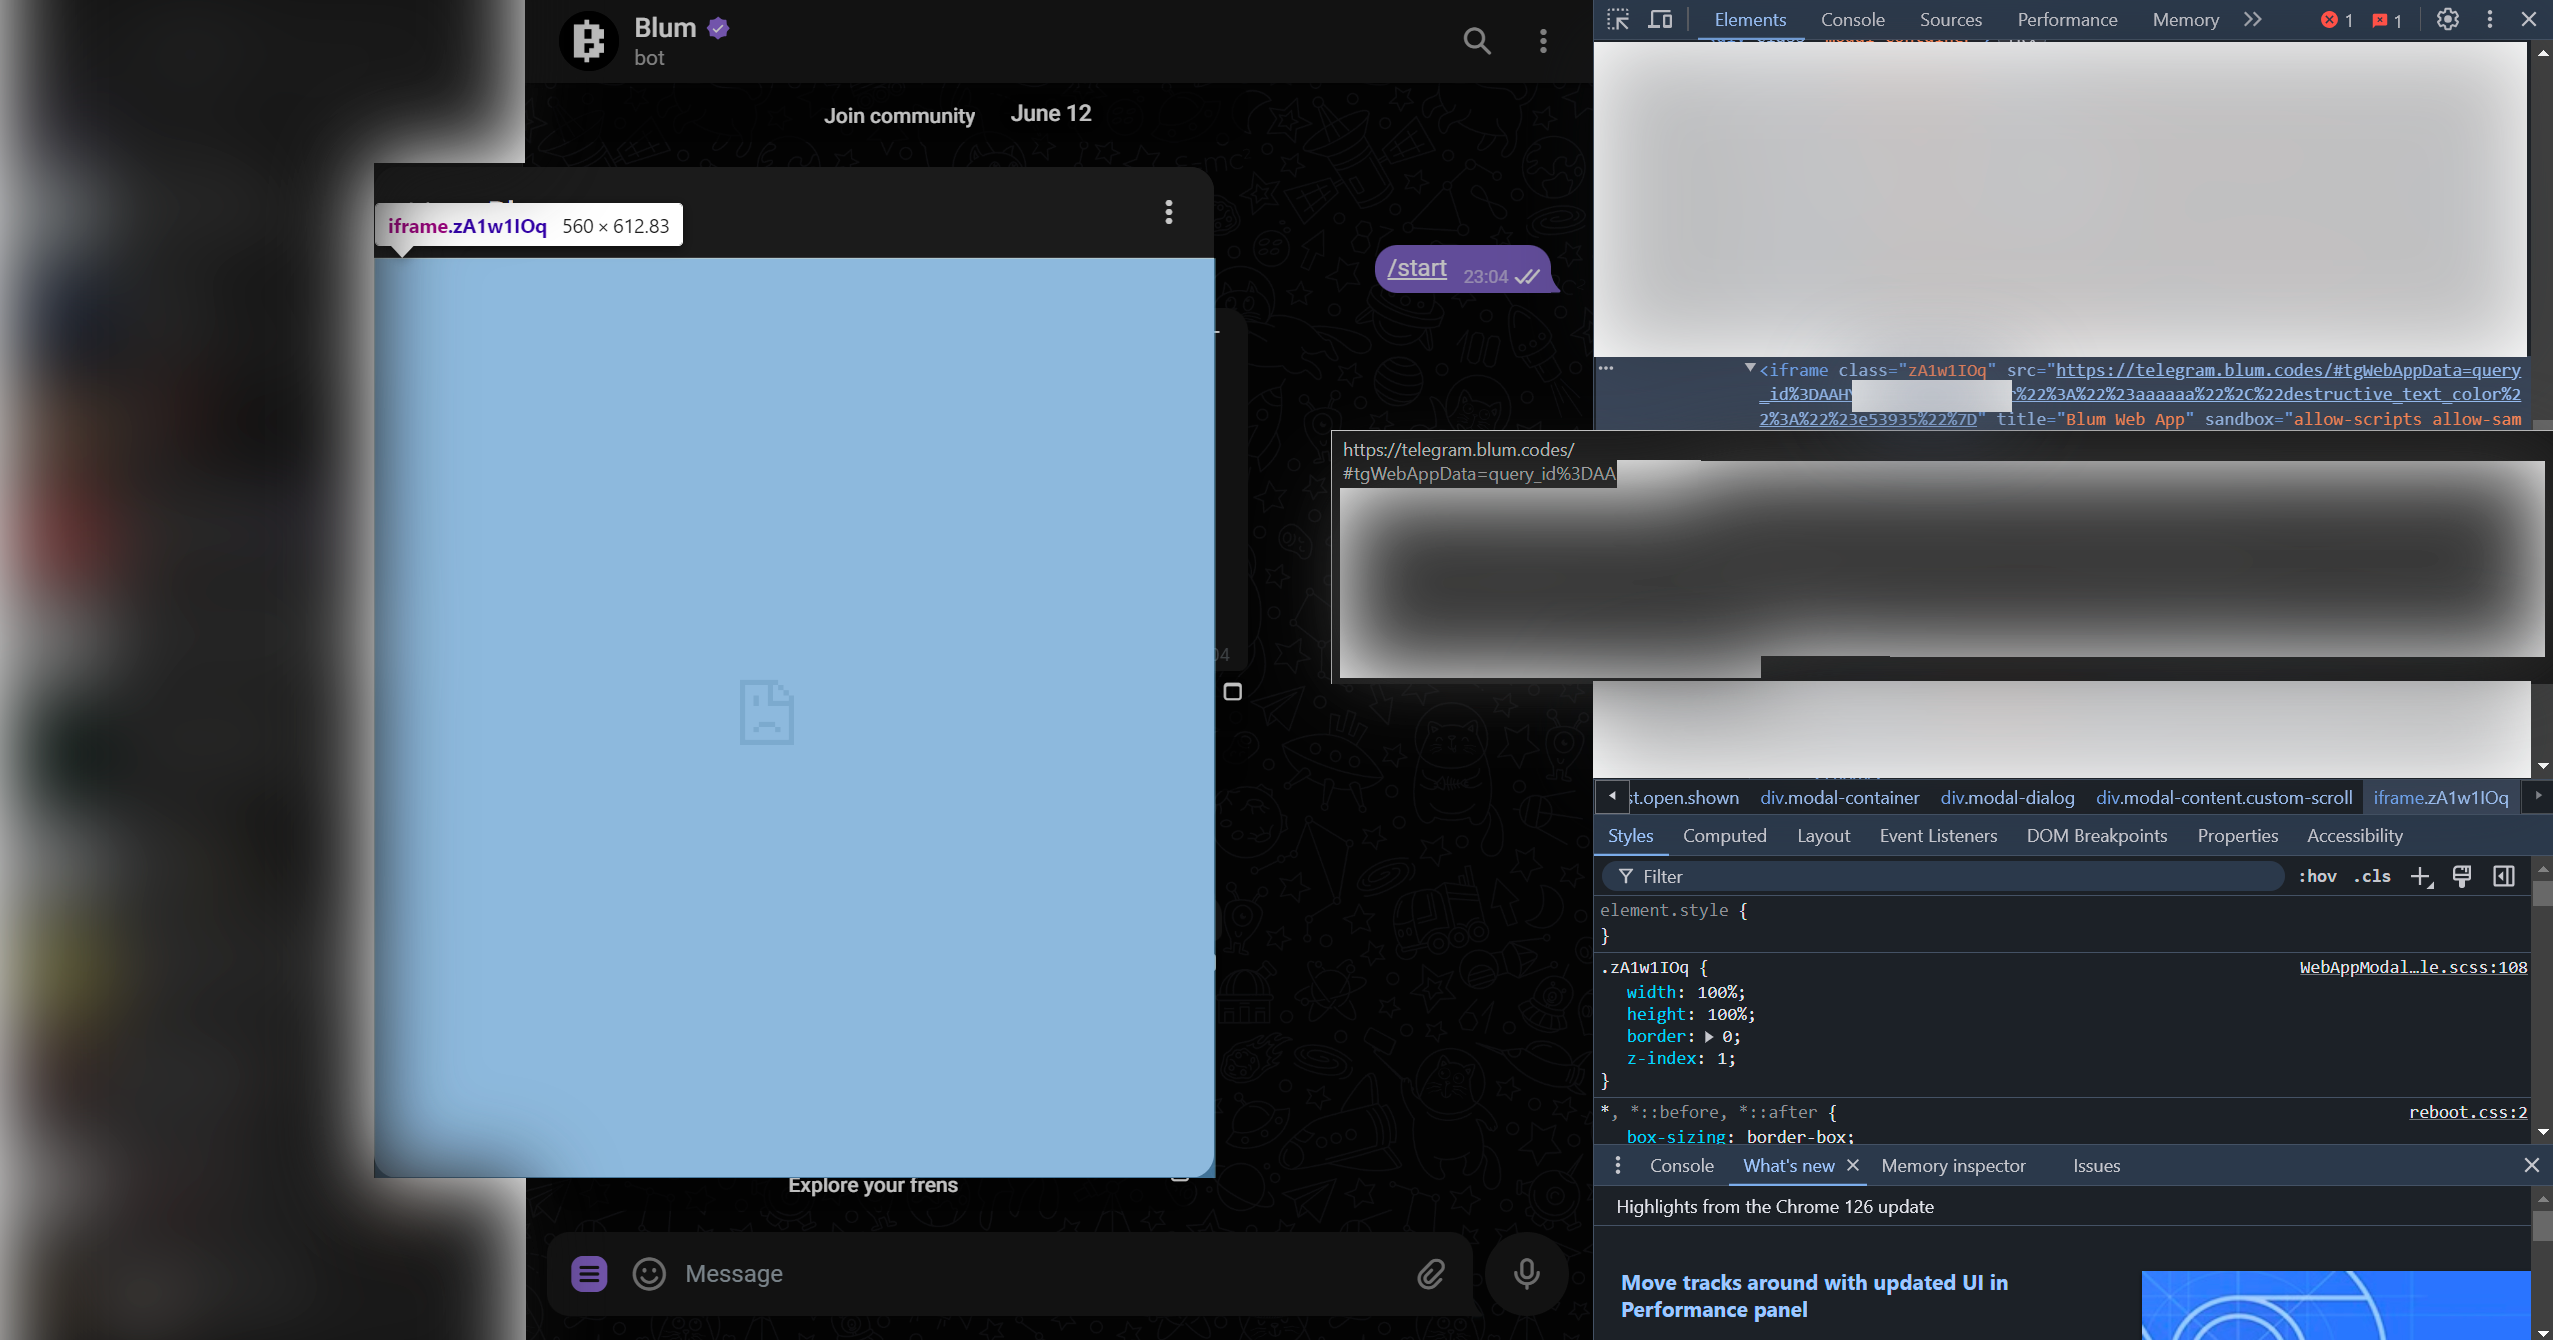 Blum
bot
Join community
June 12
iframe.zA1w1IOq 560 × 612.83
/start 23:04
Explore your frens
Message
Elements Console Sources Performance Memory 1 1
<iframe class="zA1w1IOq" src="https://telegram.blum.codes/#tgWebAppData=query
_id%3DAAH r%22%3A%22%23aaaaaa%22%2C%22destructive_text_color%2
2%3A%22%23e53935%22%7D" title="Blum Web App" sandbox="allow-scripts allow-sam
https://telegram.blum.codes/
#tgWebAppData=query_id%3DAA
st.open.shown div.modal-container div.modal-dialog div.modal-content.custom-scroll iframe.zA1w1IOq
Styles Computed Layout Event Listeners DOM Breakpoints Properties Accessibility
Filter :hov .cls
element.style {
}
.zA1w1IOq { WebAppModal…le.scss:108
width: 100%;
height: 100%;
border: 0;
z-index: 1;
}
*, *::before, *::after { reboot.css:2
box-sizing: border-box;
Console What's new Memory inspector Issues
Highlights from the Chrome 126 update
Move tracks around with updated UI in
Performance panel